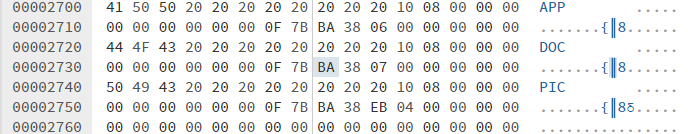 00002700 41 50 50 20 20 20 20 20 20 20 20 10 08 00 00 00 APP        .....
00002710 00 00 00 00 00 00 0F 7B BA 38 06 00 00 00 00 00 .......{║8......
00002720 44 4F 43 20 20 20 20 20 20 20 20 10 08 00 00 00 DOC        .....
00002730 00 00 00 00 00 00 0F 7B BA 38 07 00 00 00 00 00 .......{║8......
00002740 50 49 43 20 20 20 20 20 20 20 20 10 08 00 00 00 PIC        .....
00002750 00 00 00 00 00 00 0F 7B BA 38 EB 04 00 00 00 00 .......{║8δ.....
00002760 00 00 00 00 00 00 00 00 00 00 00 00 00 00 00 00 ................